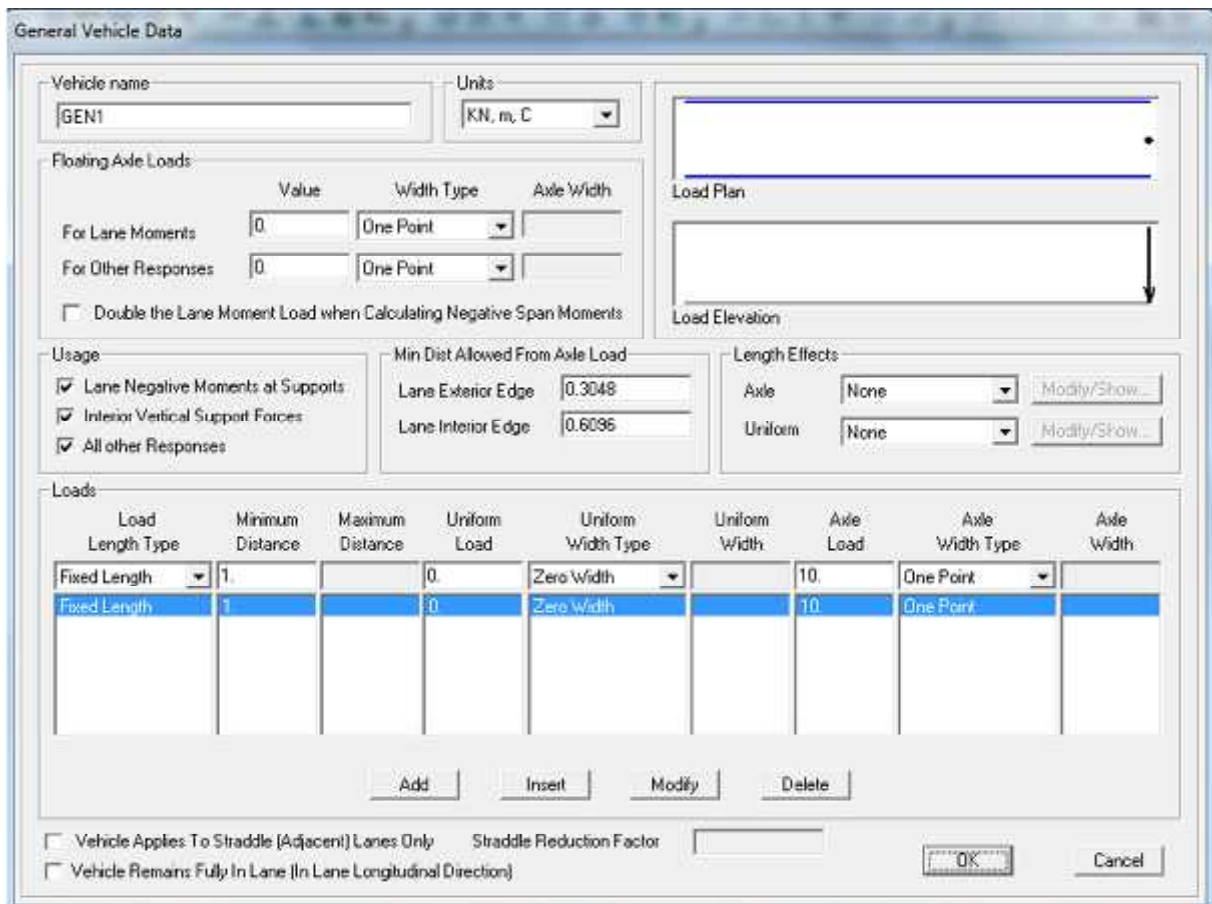 General Vehicle Data
Vehicle name
GEN1
Units
KN, m, C
Load Plan
Floating Axle Loads
Value Width Type Axle Width
For Lane Moments 0. One Point
For Other Responses 0. One Point
Double the Lane Moment Load when Calculating Negative Span Moments
Load Elevation
Usage
Lane Negative Moments at Supports
Interior Vertical Support Forces
All other Responses
Min Dist Allowed From Axle Load
Lane Exterior Edge 0.3048
Lane Interior Edge 0.6096
Length Effects
Axle None Modify/Show...
Uniform None Modify/Show...
Loads
Load Minimum Maximum Uniform Uniform Uniform Axle Axle Axle
Length Type Distance Distance Load Width Type Width Load Width Type Width
Fixed Length 1. 0. Zero Width 10. One Point
Fixed Length 1. 0. Zero Width 10. One Point
Add Insert Modify Delete
Vehicle Applies To Straddle (Adjacent) Lanes Only Straddle Reduction Factor
Vehicle Remains Fully In Lane (In Lane Longitudinal Direction)
OK Cancel